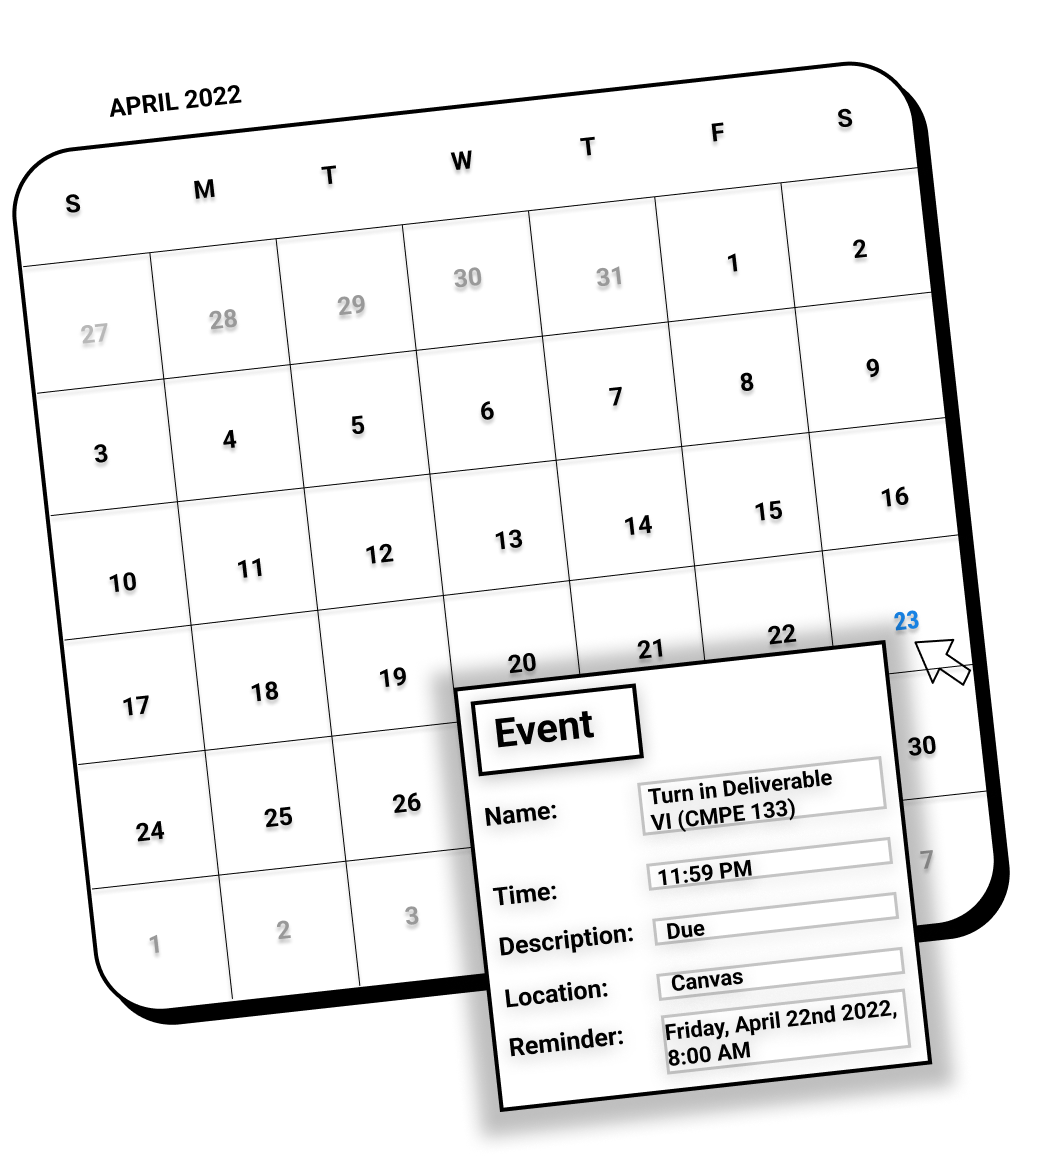 APRIL 2022
S M T W T F S
27 28 29 30 31 1 2
3 4 5 6 7 8 9
10 11 12 13 14 15 16
17 18 19 20 21 22 23
24 25 26 30
1 2 3 7
Event
Name: Turn in Deliverable
VI (CMPE 133)
Time: 11:59 PM
Description: Due
Location: Canvas
Reminder: Friday, April 22nd 2022,
8:00 AM